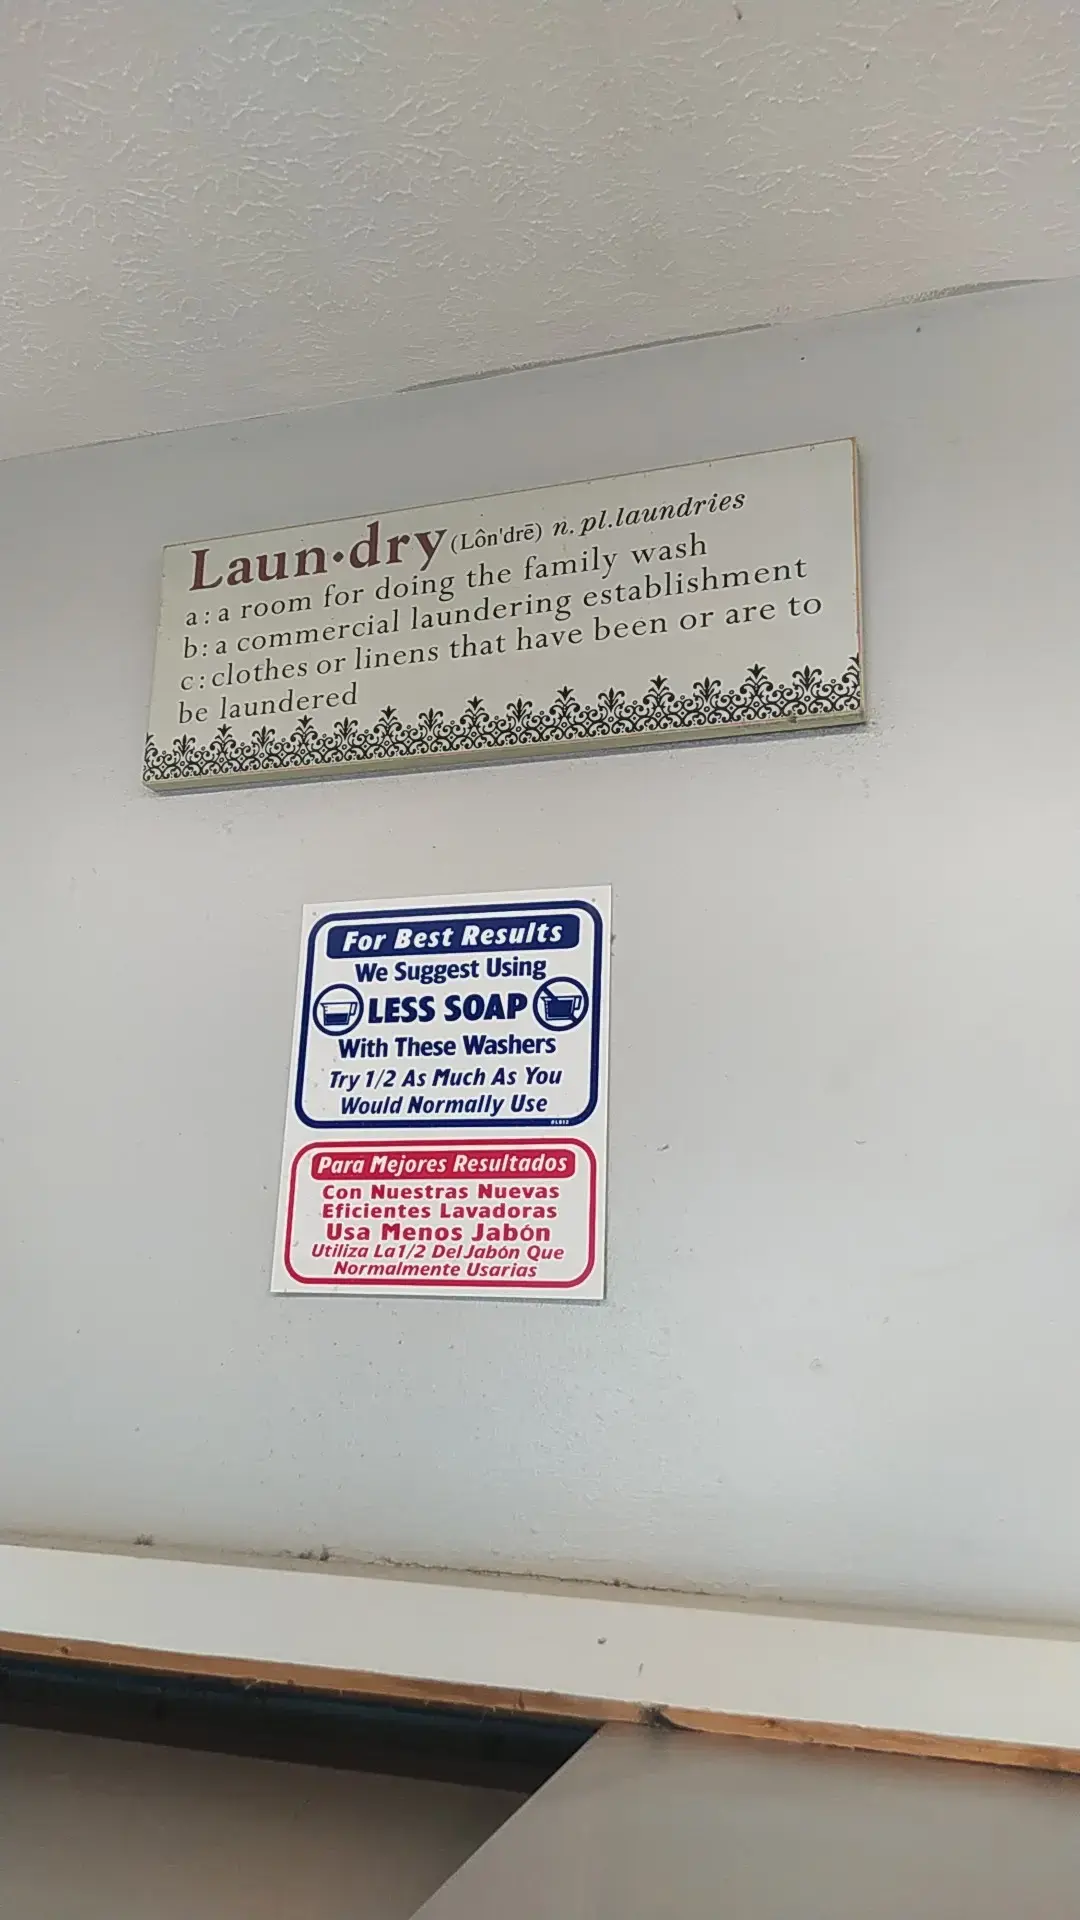 Laun·dry (Lôn'drē) n. pl.laundries
a: a room for doing the family wash
b: a commercial laundering establishment
c: clothes or linens that have been or are to
be laundered
For Best Results
We Suggest Using
LESS SOAP
With These Washers
Try 1/2 As Much As You
Would Normally Use
Para Mejores Resultados
Con Nuestras Nuevas
Eficientes Lavadoras
Usa Menos Jabón
Utiliza La 1/2 Del Jabón Que
Normalmente Usarias